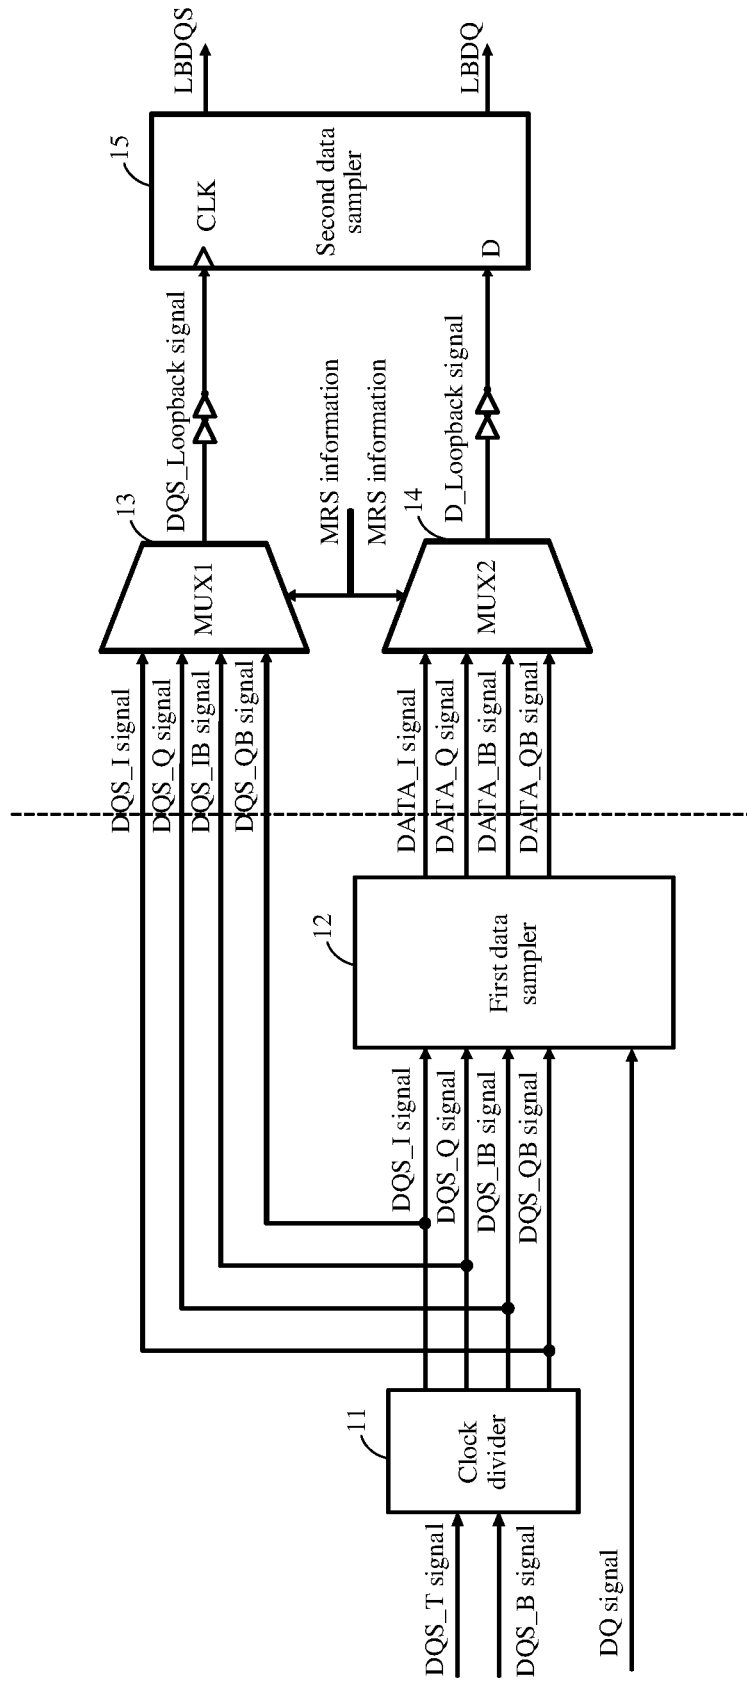 DQS_T signal
DQS_B signal
DQ signal
11
Clock
divider
DQS_I signal
DQS_Q signal
DQS_IB signal
DQS_QB signal
12
First data
sampler
DQS_I signal
DQS_Q signal
DQS_IB signal
DQS_QB signal
DATA_I signal
DATA_Q signal
DATA_IB signal
DATA_QB signal
13
MUX1
MRS information
MRS information
14
MUX2
DQS_Loopback signal
D_Loopback signal
15
CLK
Second data
sampler
D
LBDQS
LBDQ